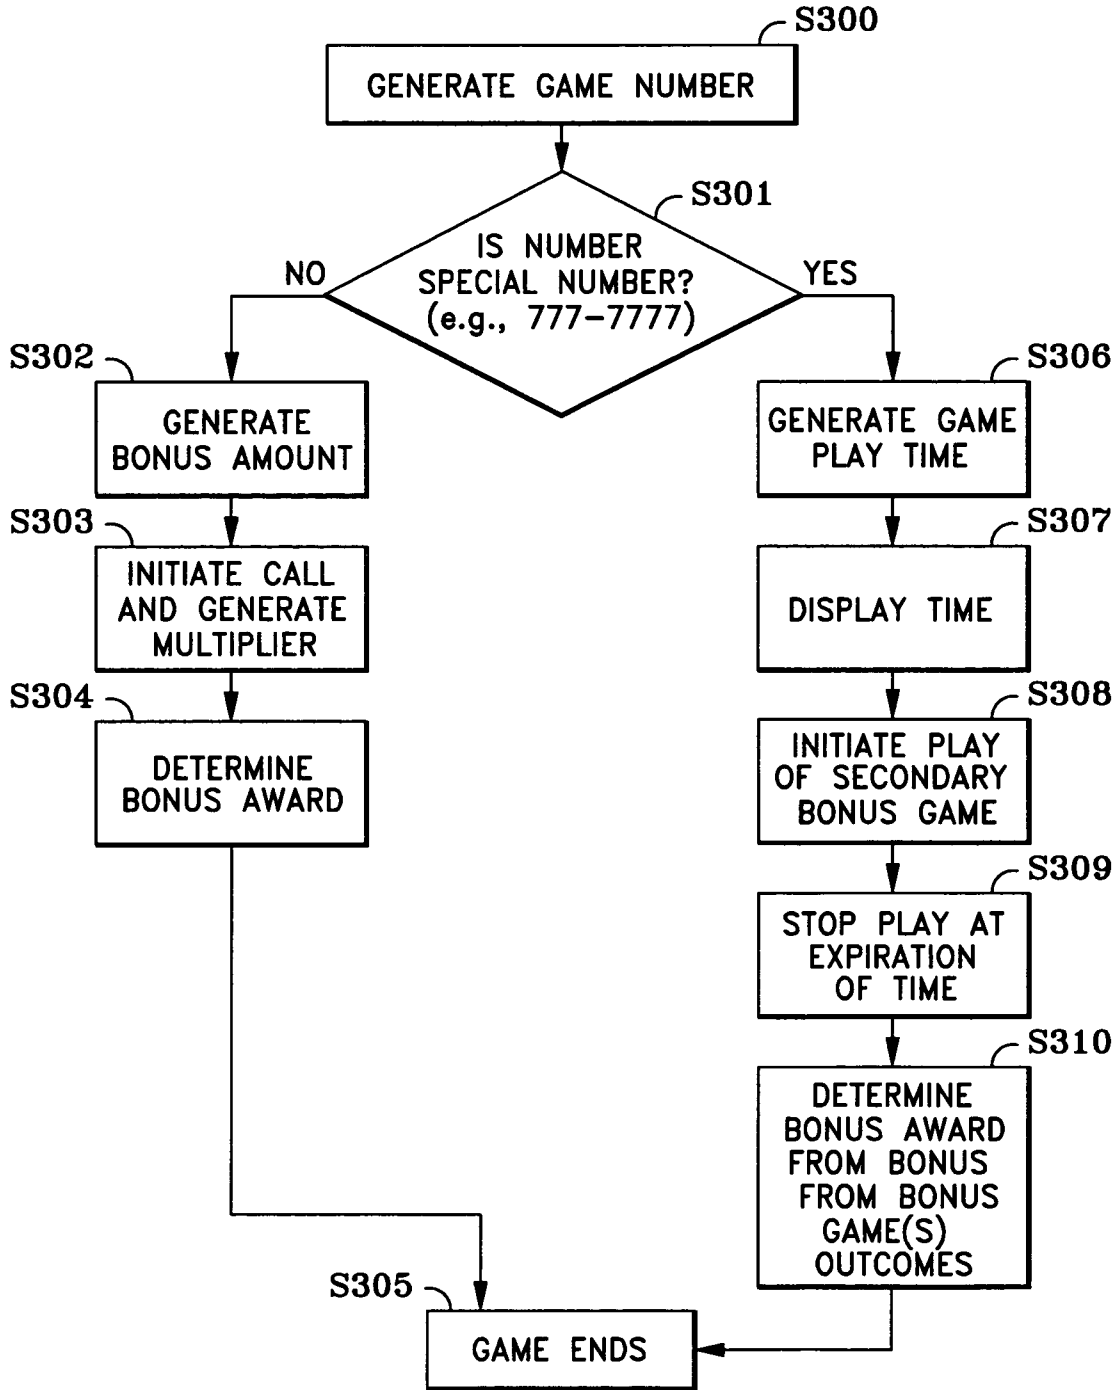 S300
GENERATE GAME NUMBER
S301
IS NUMBER
SPECIAL NUMBER?
(e.g., 777-7777)
NO
YES
S302
GENERATE
BONUS AMOUNT
S303
INITIATE CALL
AND GENERATE
MULTIPLIER
S304
DETERMINE
BONUS AWARD
S306
GENERATE GAME
PLAY TIME
S307
DISPLAY TIME
S308
INITIATE PLAY
OF SECONDARY
BONUS GAME
S309
STOP PLAY AT
EXPIRATION
OF TIME
S310
DETERMINE
BONUS AWARD
FROM BONUS
FROM BONUS
GAME(S)
OUTCOMES
S305
GAME ENDS